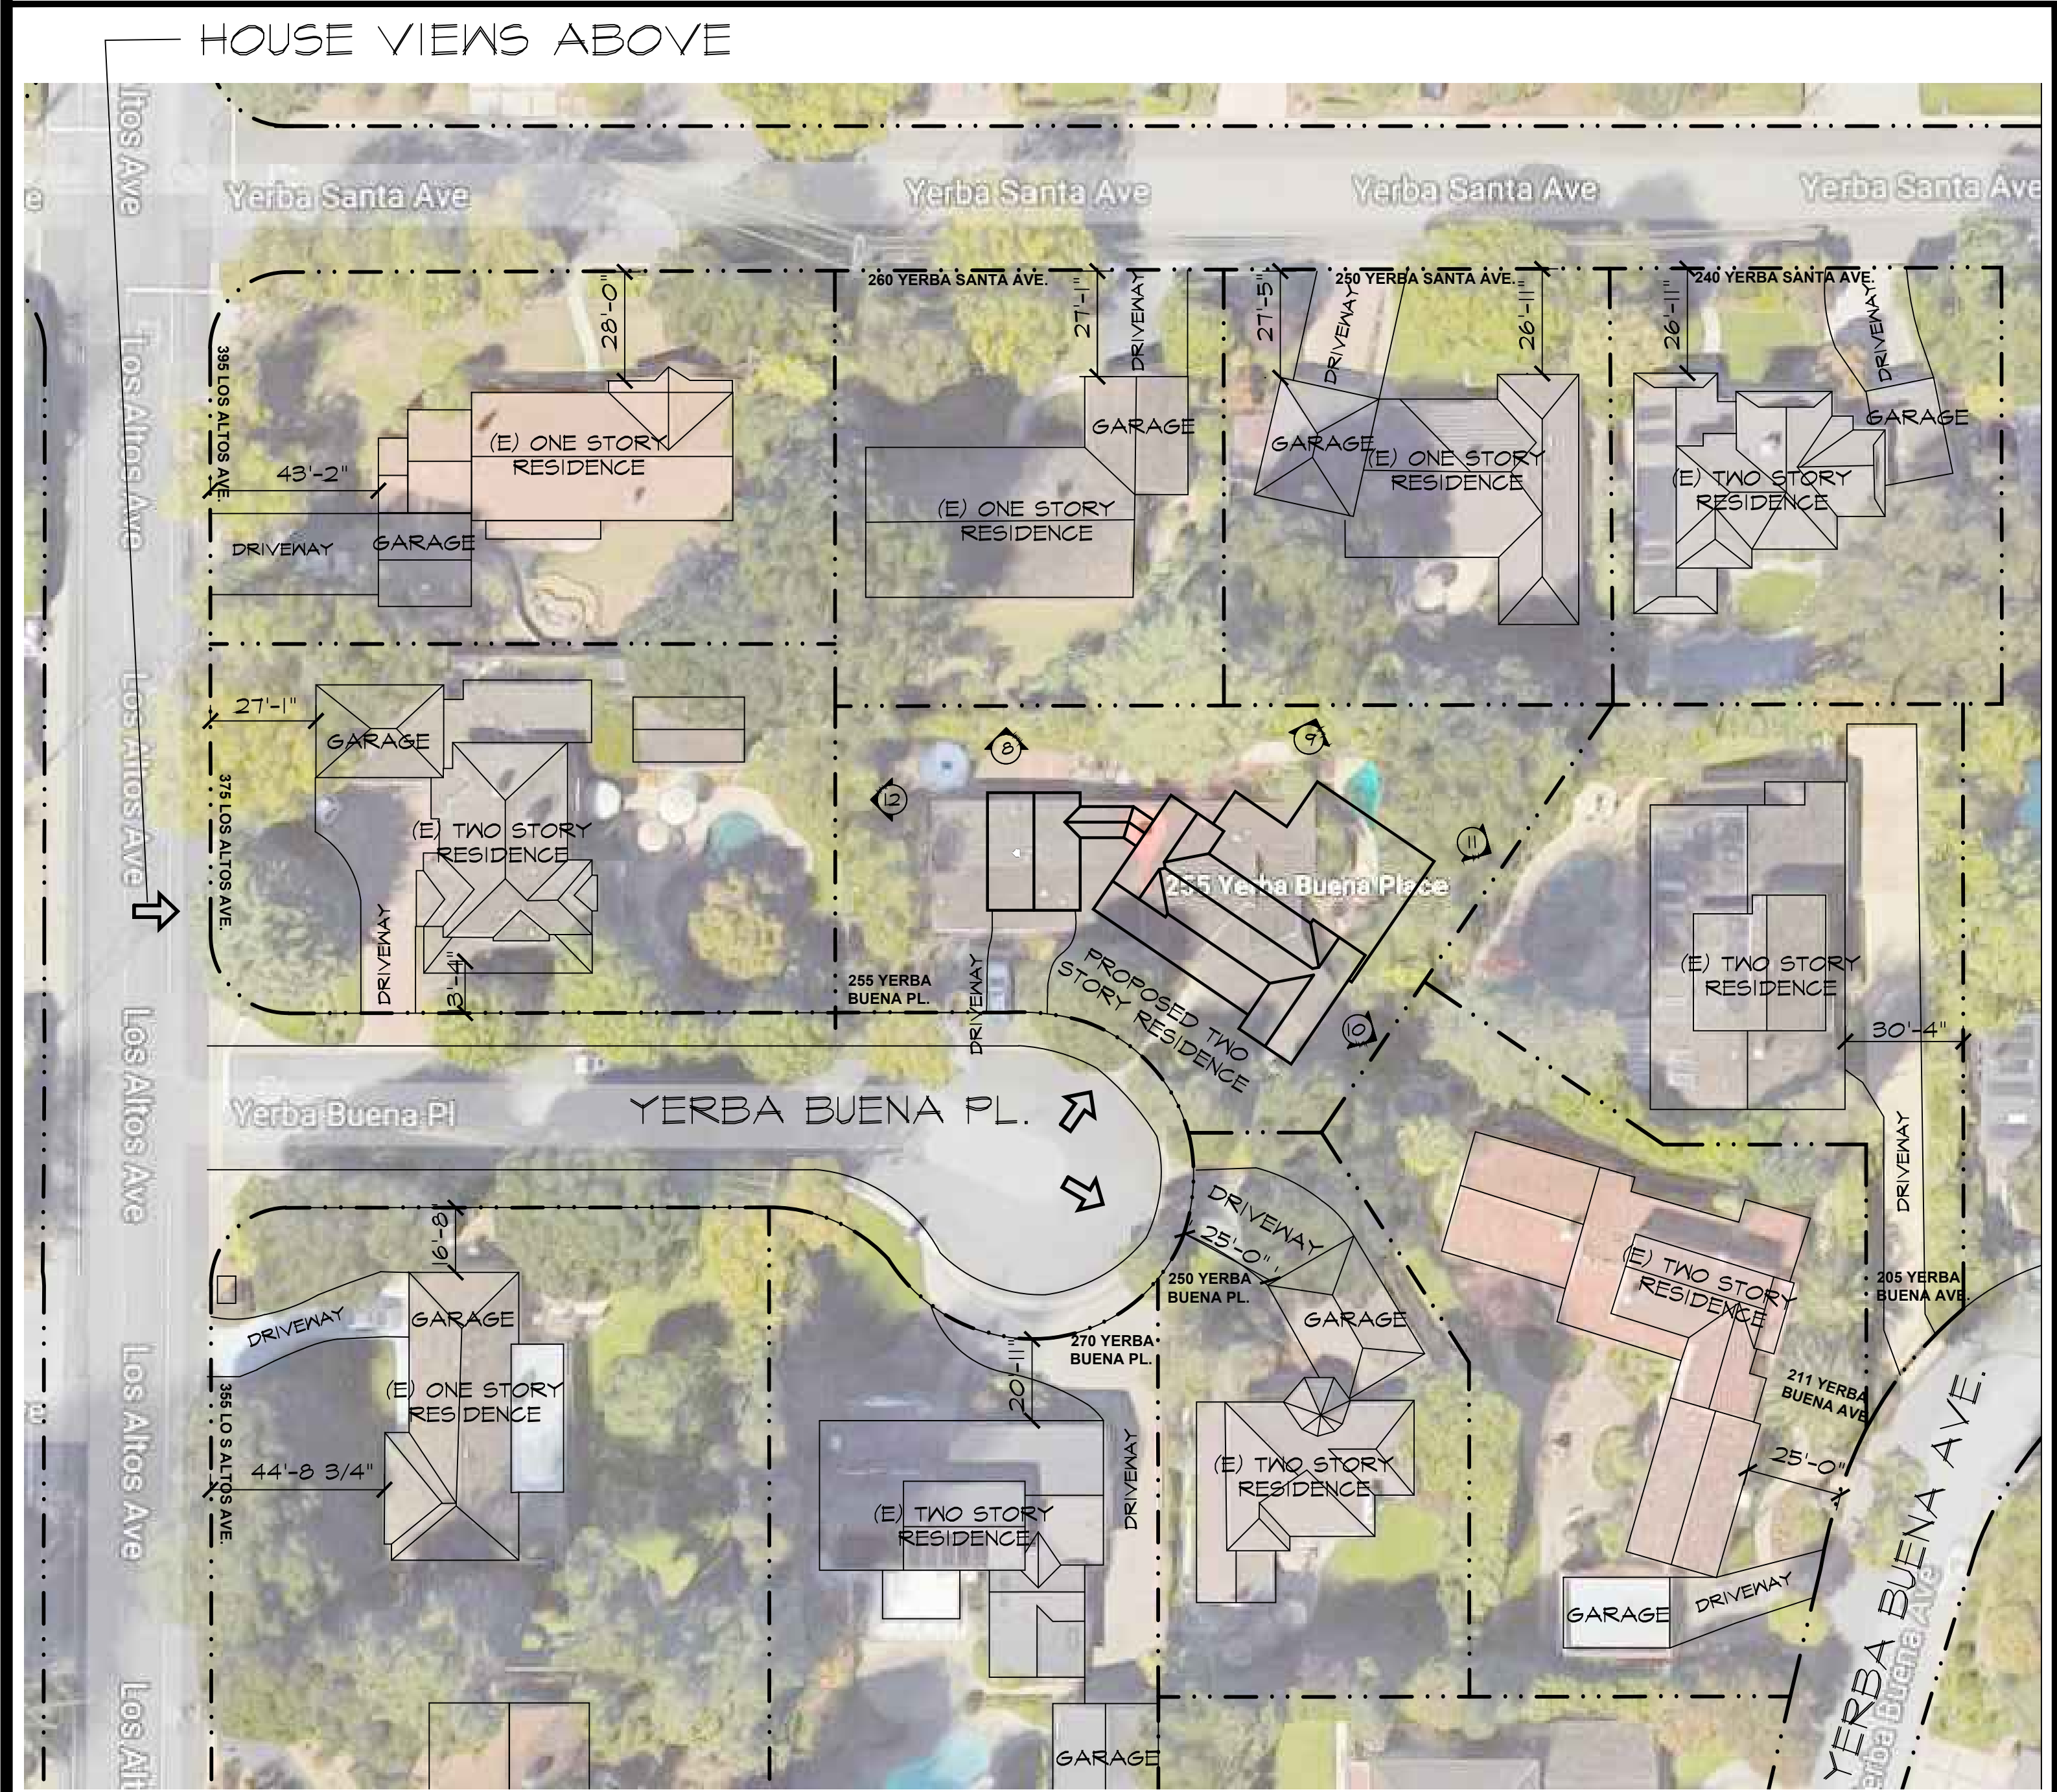 HOUSE VIEWS ABOVE
ltos Ave
e
Yerba Santa Ave
Yerba Santa Ave
Yerba Santa Ave
Yerba Santa Ave
260 YERBA SANTA AVE.
250 YERBA SANTA AVE.
240 YERBA SANTA AVE.
28'-0"
27'-1"
DRIVEWAY
27'-5"
DRIVEWAY
26'-11"
26'-11"
DRIVEWAY
Los Altos Ave
395 LOS ALTOS AVE.
43'-2"
(E) ONE STORY
RESIDENCE
DRIVEWAY
GARAGE
GARAGE
(E) ONE STORY
RESIDENCE
GARAGE
(E) ONE STORY
RESIDENCE
GARAGE
(E) TWO STORY
RESIDENCE
Los Altos Ave
27'-1"
GARAGE
375 LOS ALTOS AVE.
(E) TWO STORY
RESIDENCE
DRIVEWAY
8
9
12
11
10
255 Yerba Buena Place
255 YERBA
BUENA PL.
DRIVEWAY
PROPOSED TWO
STORY RESIDENCE
(E) TWO STORY
RESIDENCE
30'-4"
DRIVEWAY
Los Altos Ave
Yerba Buena Pl
YERBA BUENA PL.
16'-8"
DRIVEWAY
GARAGE
(E) ONE STORY
RESIDENCE
355 LOS ALTOS AVE.
44'-8 3/4"
Los Altos Ave
DRIVEWAY
25'-0"
250 YERBA
BUENA PL.
GARAGE
270 YERBA
BUENA PL.
20'-11"
DRIVEWAY
(E) TWO STORY
RESIDENCE
(E) TWO STORY
RESIDENCE
(E) TWO STORY
RESIDENCE
205 YERBA
BUENA AVE.
211 YERBA
BUENA AVE.
25'-0"
GARAGE
DRIVEWAY
YERBA BUENA AVE.
erba Buena Ave
Los Alt
GARAGE